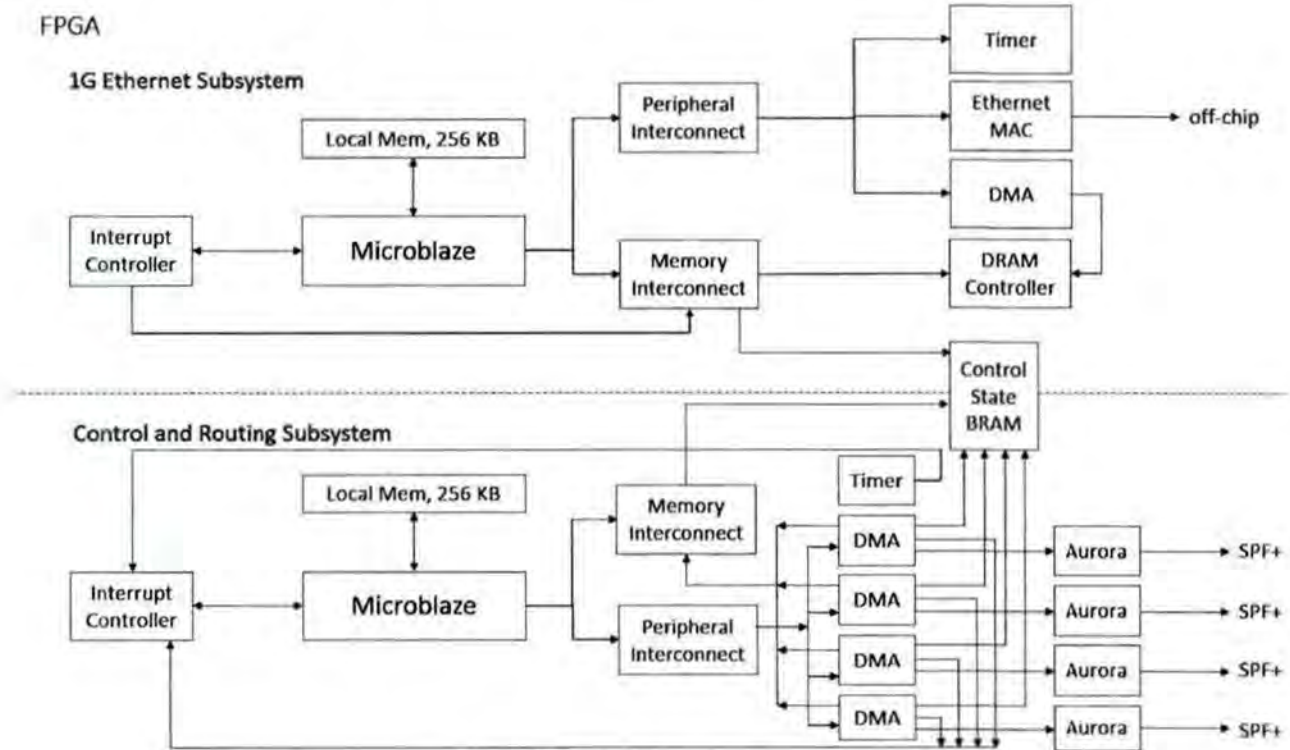 FPGA
1G Ethernet Subsystem
Local Mem, 256 KB
Interrupt
Controller
Microblaze
Peripheral
Interconnect
Memory
Interconnect
Timer
Ethernet
MAC
off-chip
DMA
DRAM
Controller
Control
State
BRAM
Control and Routing Subsystem
Local Mem, 256 KB
Interrupt
Controller
Microblaze
Memory
Interconnect
Peripheral
Interconnect
Timer
DMA
Aurora
SPF+
DMA
Aurora
SPF+
DMA
Aurora
SPF+
DMA
Aurora
SPF+